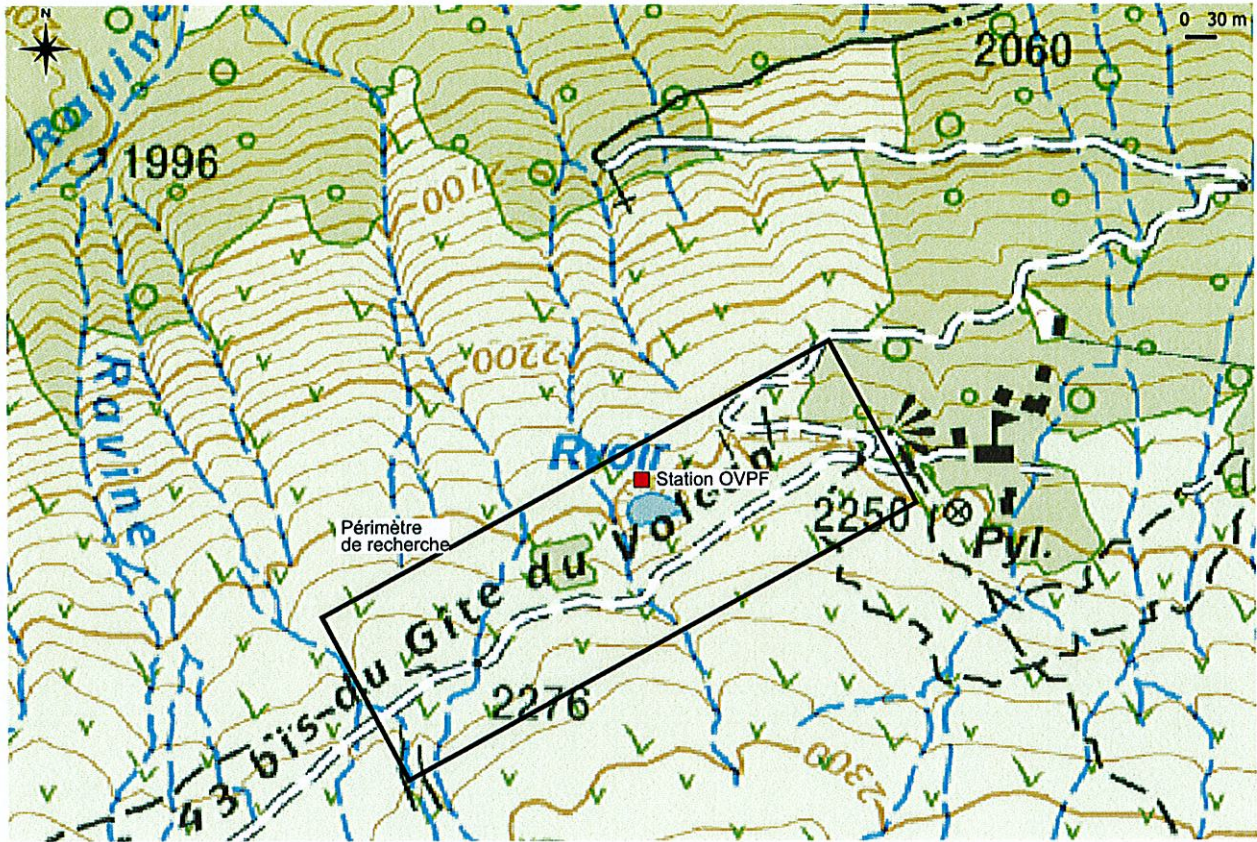 N
0 30 m
2060
Ravine
1996
2100
Ravine
2200
Rvoir
Station OVPF
Périmètre
de recherche
2250
Pyl.
43 bis du Gîte du Volcan
2276
2300